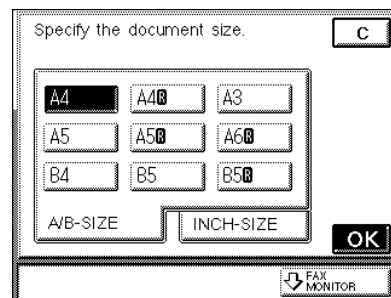 Specify the document size.
C
A4 A4R A3
A5 A5R A6R
B4 B5 B5R
A/B-SIZE INCH-SIZE
OK
FAX
MONITOR